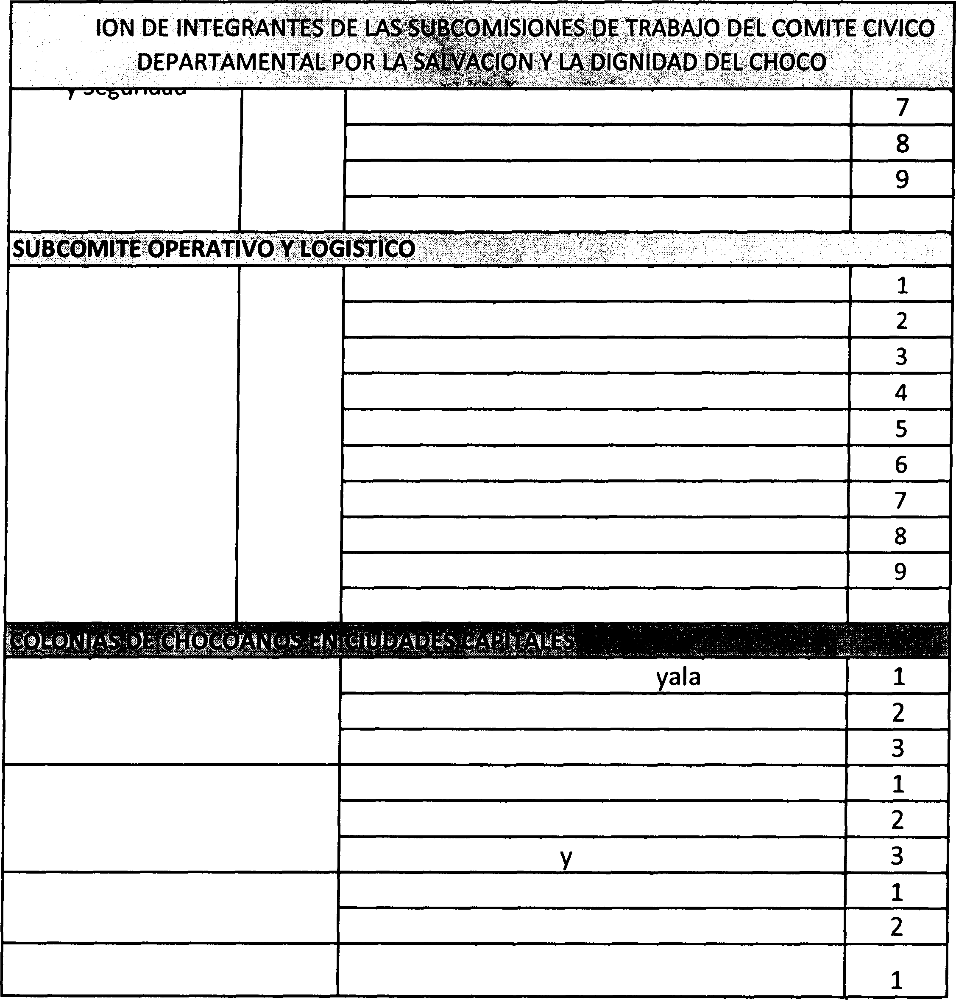 ION DE INTEGRANTES DE LAS SUBCOMISIONES DE TRABAJO DEL COMITE CIVICO
DEPARTAMENTAL POR LA SALVACION Y LA DIGNIDAD DEL CHOCO
y Seguridad
7
8
9
SUBCOMITE OPERATIVO Y LOGISTICO
1
2
3
4
5
6
7
8
9
COLONIAS DE CHOCOANOS EN CIUDADES CAPITALES
yala 1
2
3
1
2
y 3
1
2
1